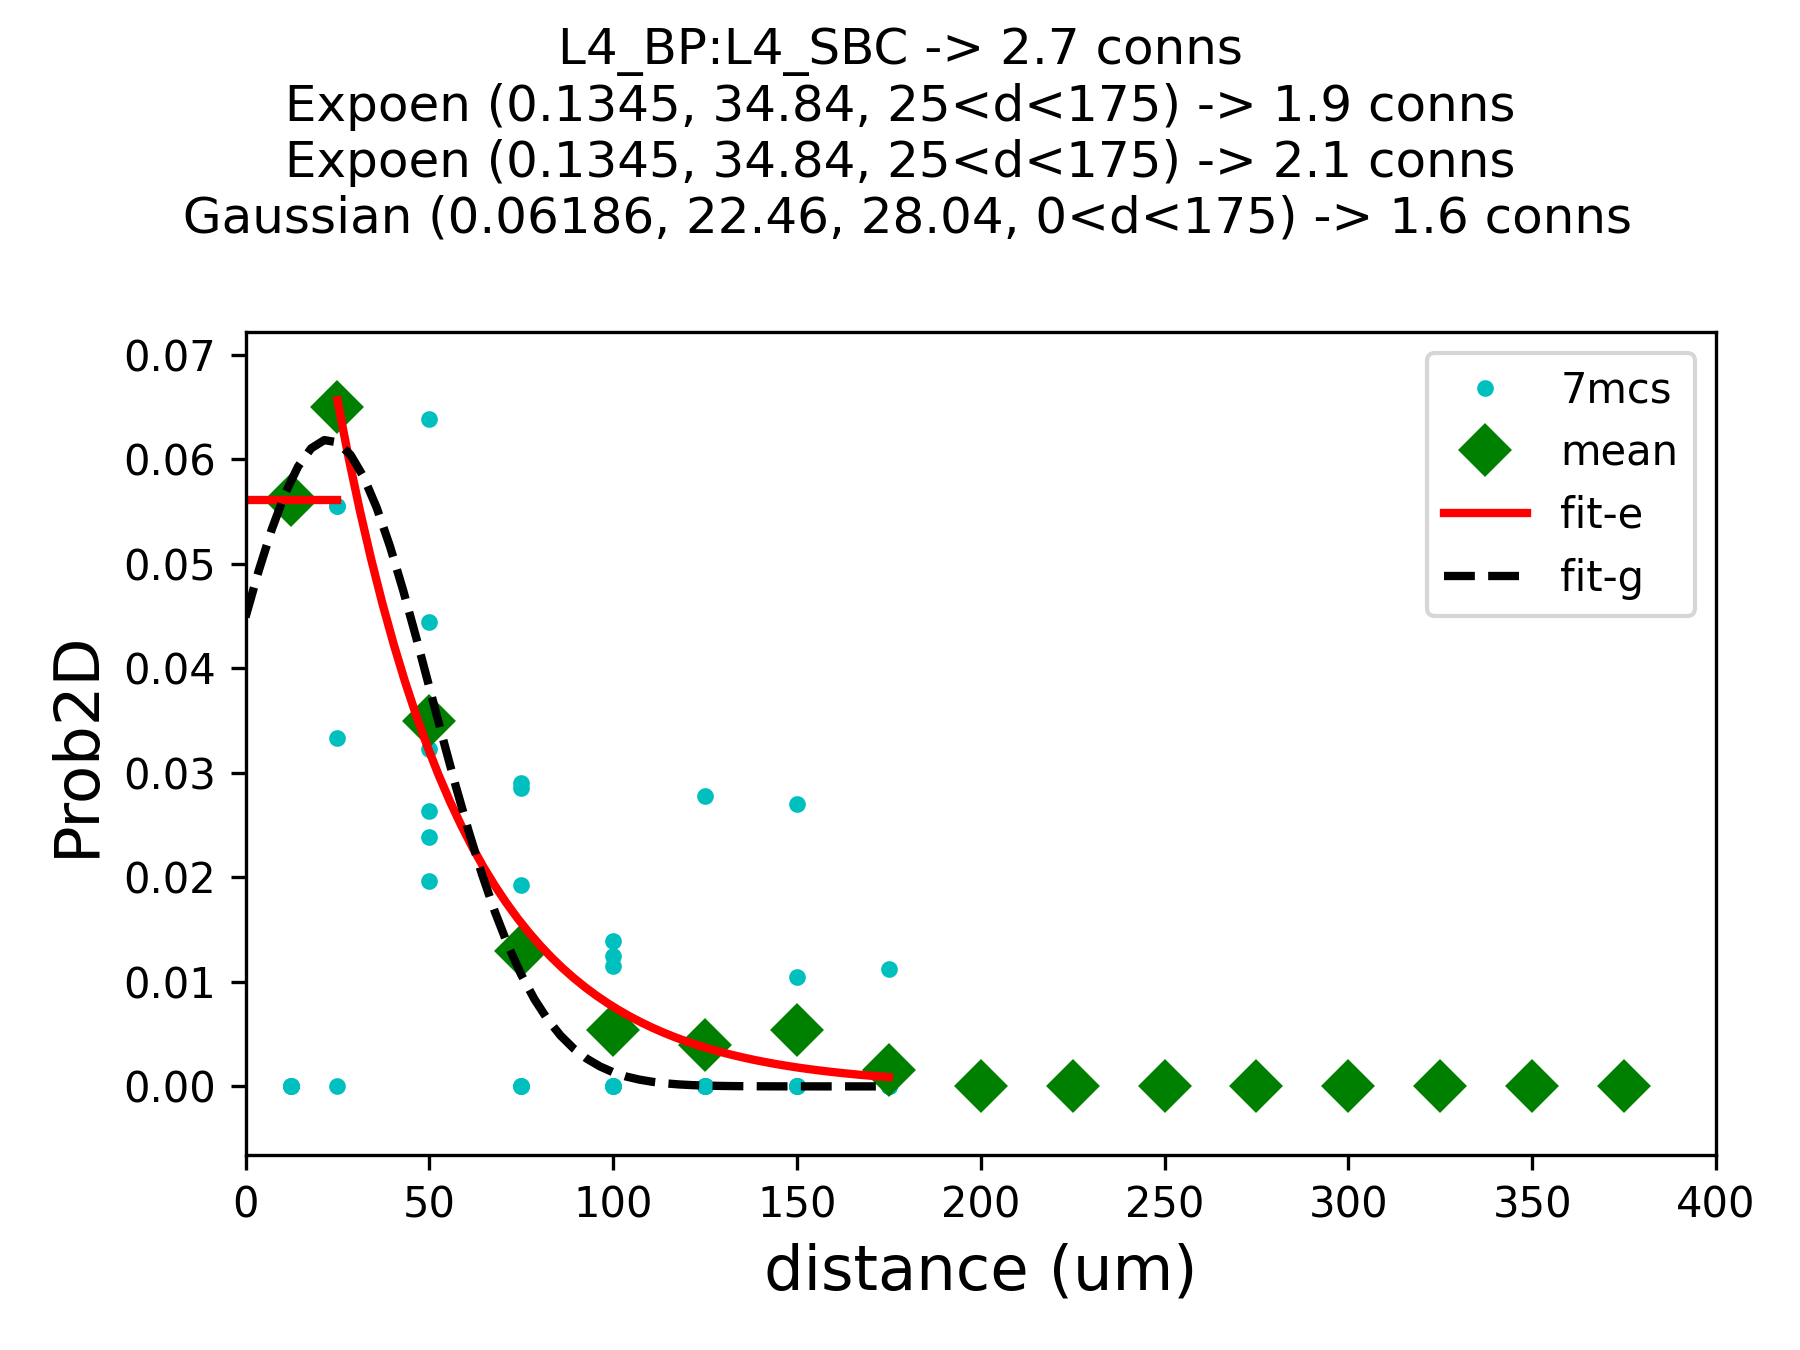 L4_BP:L4_SBC -> 2.7 conns
Expoen (0.1345, 34.84, 25<d<175) -> 1.9 conns
Expoen (0.1345, 34.84, 25<d<175) -> 2.1 conns
Gaussian (0.06186, 22.46, 28.04, 0<d<175) -> 1.6 conns
0.07
0.06
0.05
0.04
0.03
0.02
0.01
0.00
Prob2D
7mcs
mean
fit-e
fit-g
0 50 100 150 200 250 300 350 400
distance (um)